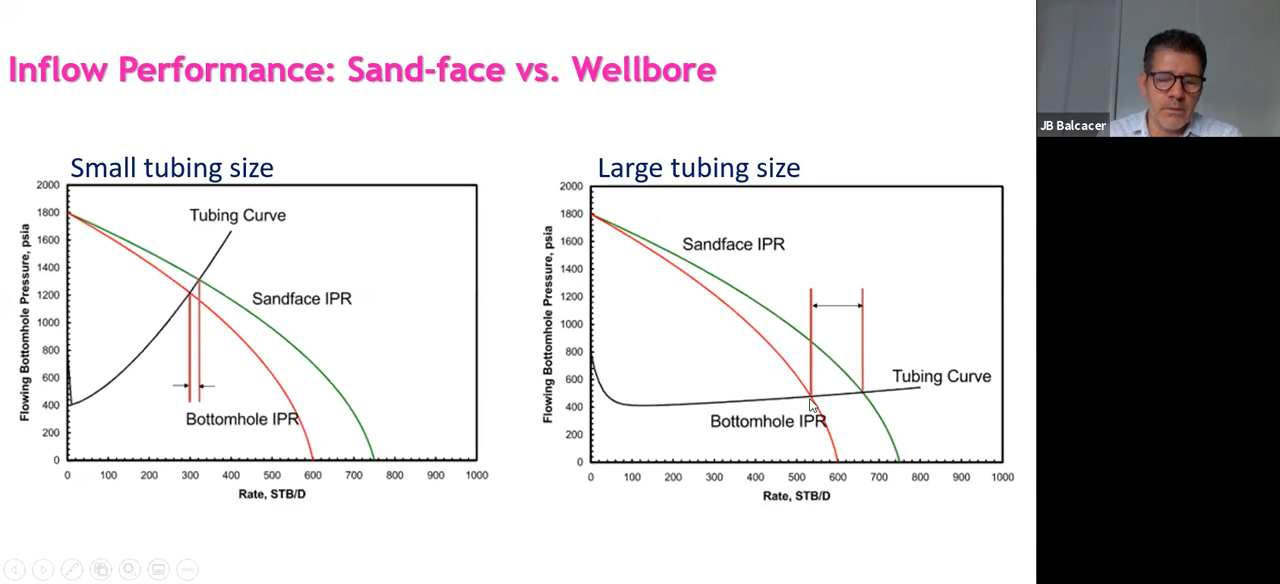 Inflow Performance: Sand-face vs. Wellbore
JB Balcacer
Small tubing size
2000
1800
1600
1400
1200
1000
800
600
400
200
0
Flowing Bottomhole Pressure, psia
Tubing Curve
Sandface IPR
Bottomhole IPR
0 100 200 300 400 500 600 700 800 900 1000
Rate, STB/D
Large tubing size
2000
1800
1600
1400
1200
1000
800
600
400
200
0
Flowing Bottomhole Pressure, psia
Sandface IPR
Tubing Curve
Bottomhole IPR
0 100 200 300 400 500 600 700 800 900 1000
Rate, STB/D